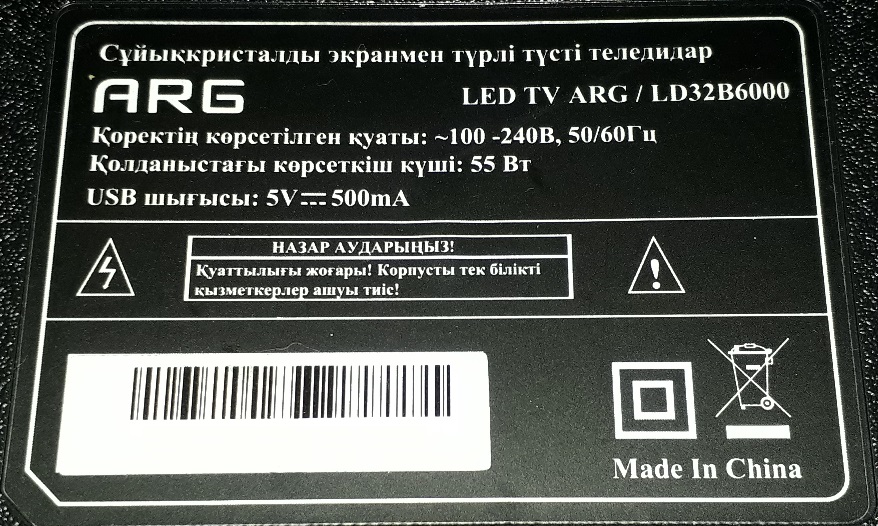 Сұйыққристалды экранмен түрлі түсті теледидар
ARG
LED TV ARG / LD32B6000
Қоректің көрсетілген қуаты: ~100 -240В, 50/60Гц
Қолданыстағы көрсеткіш күші: 55 Вт
USB шығысы: 5V⎓500mA
НАЗАР АУДАРЫҢЫЗ!
Қуаттылығы жоғары! Корпусты тек білікті
қызметкерлер ашуы тиіс!
Made In China